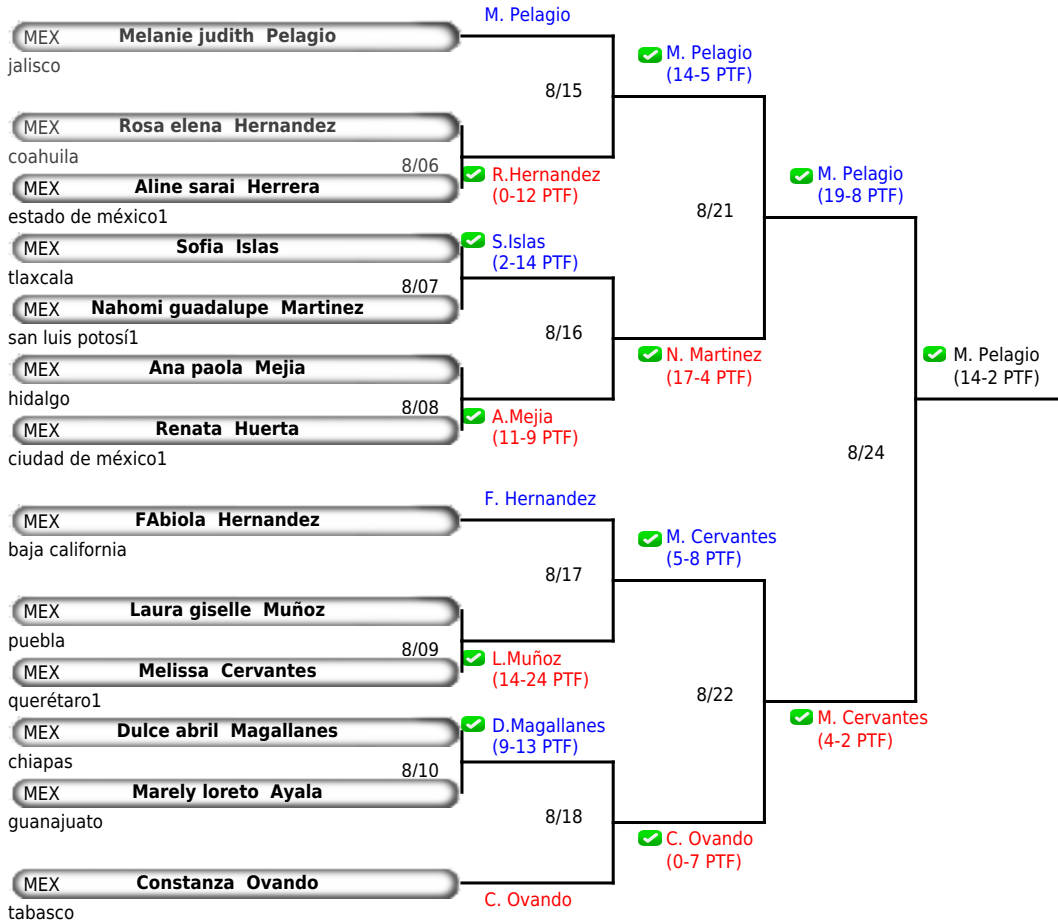 M. Pelagio
MEX Melanie judith Pelagio
jalisco
M. Pelagio
(14-5 PTF)
8/15
MEX Rosa elena Hernandez
coahuila
8/06
R.Hernandez
(0-12 PTF)
MEX Aline sarai Herrera
estado de méxico1
M. Pelagio
(19-8 PTF)
8/21
MEX Sofia Islas
tlaxcala
S.Islas
(2-14 PTF)
8/07
MEX Nahomi guadalupe Martinez
san luis potosí1
8/16
N. Martinez
(17-4 PTF)
MEX Ana paola Mejia
hidalgo
8/08
A.Mejia
(11-9 PTF)
MEX Renata Huerta
ciudad de méxico1
M. Pelagio
(14-2 PTF)
8/24
F. Hernandez
MEX FAbiola Hernandez
baja california
M. Cervantes
(5-8 PTF)
8/17
MEX Laura giselle Muñoz
puebla
8/09
L.Muñoz
(14-24 PTF)
MEX Melissa Cervantes
querétaro1
8/22
M. Cervantes
(4-2 PTF)
MEX Dulce abril Magallanes
chiapas
D.Magallanes
(9-13 PTF)
8/10
MEX Marely loreto Ayala
guanajuato
8/18
C. Ovando
(0-7 PTF)
MEX Constanza Ovando
tabasco
C. Ovando